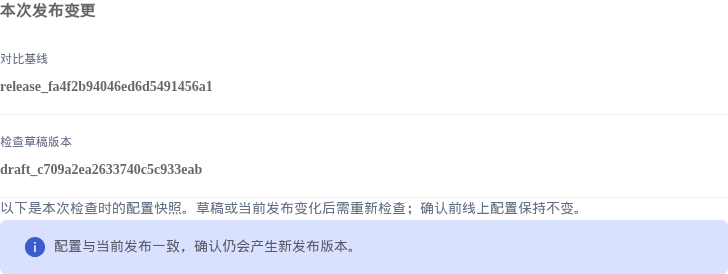 本次发布变更
对比基线
release_fa4f2b94046ed6d5491456a1
检查草稿版本
draft_c709a2ea2633740c5c933eab
以下是本次检查时的配置快照。草稿或当前发布变化后需重新检查；确认前线上配置保持不变。
配置与当前发布一致，确认仍会产生新发布版本。